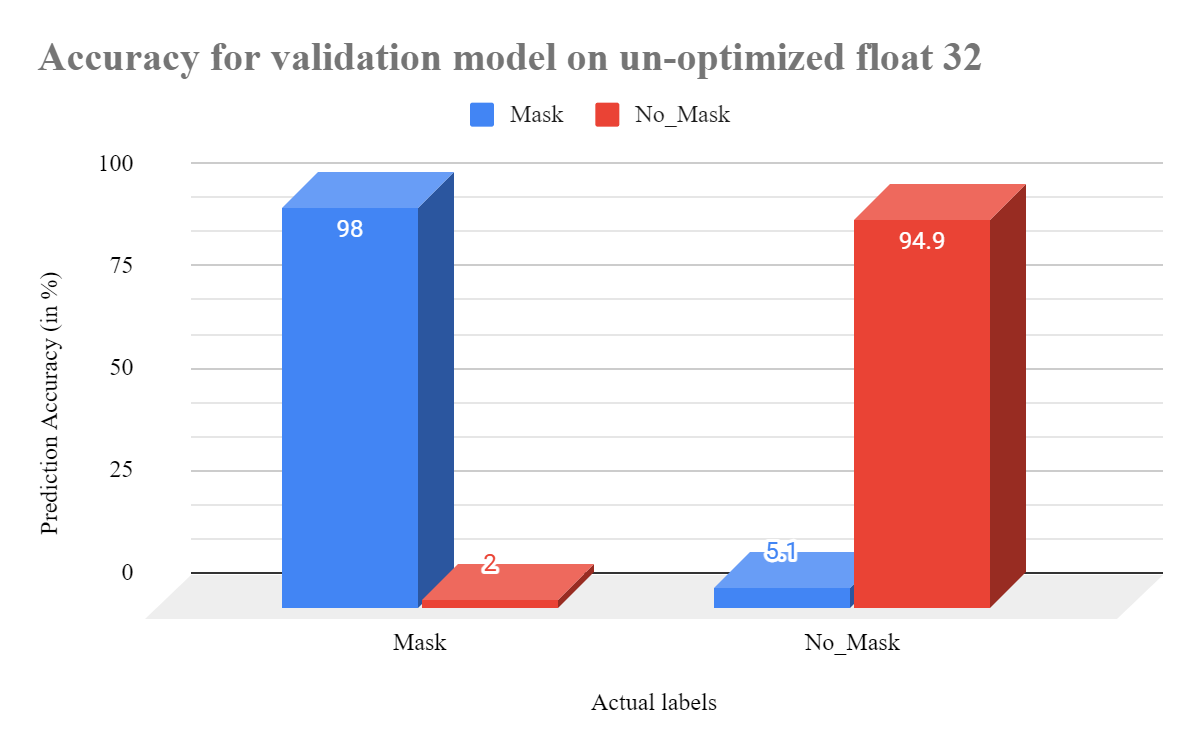 Accuracy for validation model on un-optimized float 32
Mask No_Mask
Prediction Accuracy (in %)
100
75
50
25
0
98
2
5.1
94.9
Mask No_Mask
Actual labels